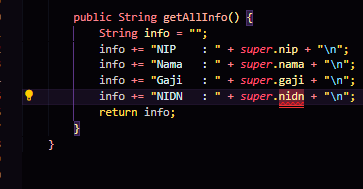 public String getAllInfo() {
String info = "";
info += "NIP   : " + super.nip + "\n";
info += "Nama   : " + super.nama + "\n";
info += "Gaji   : " + super.gaji + "\n";
info += "NIDN   : " + super.nidn + "\n";
return info;
}
}